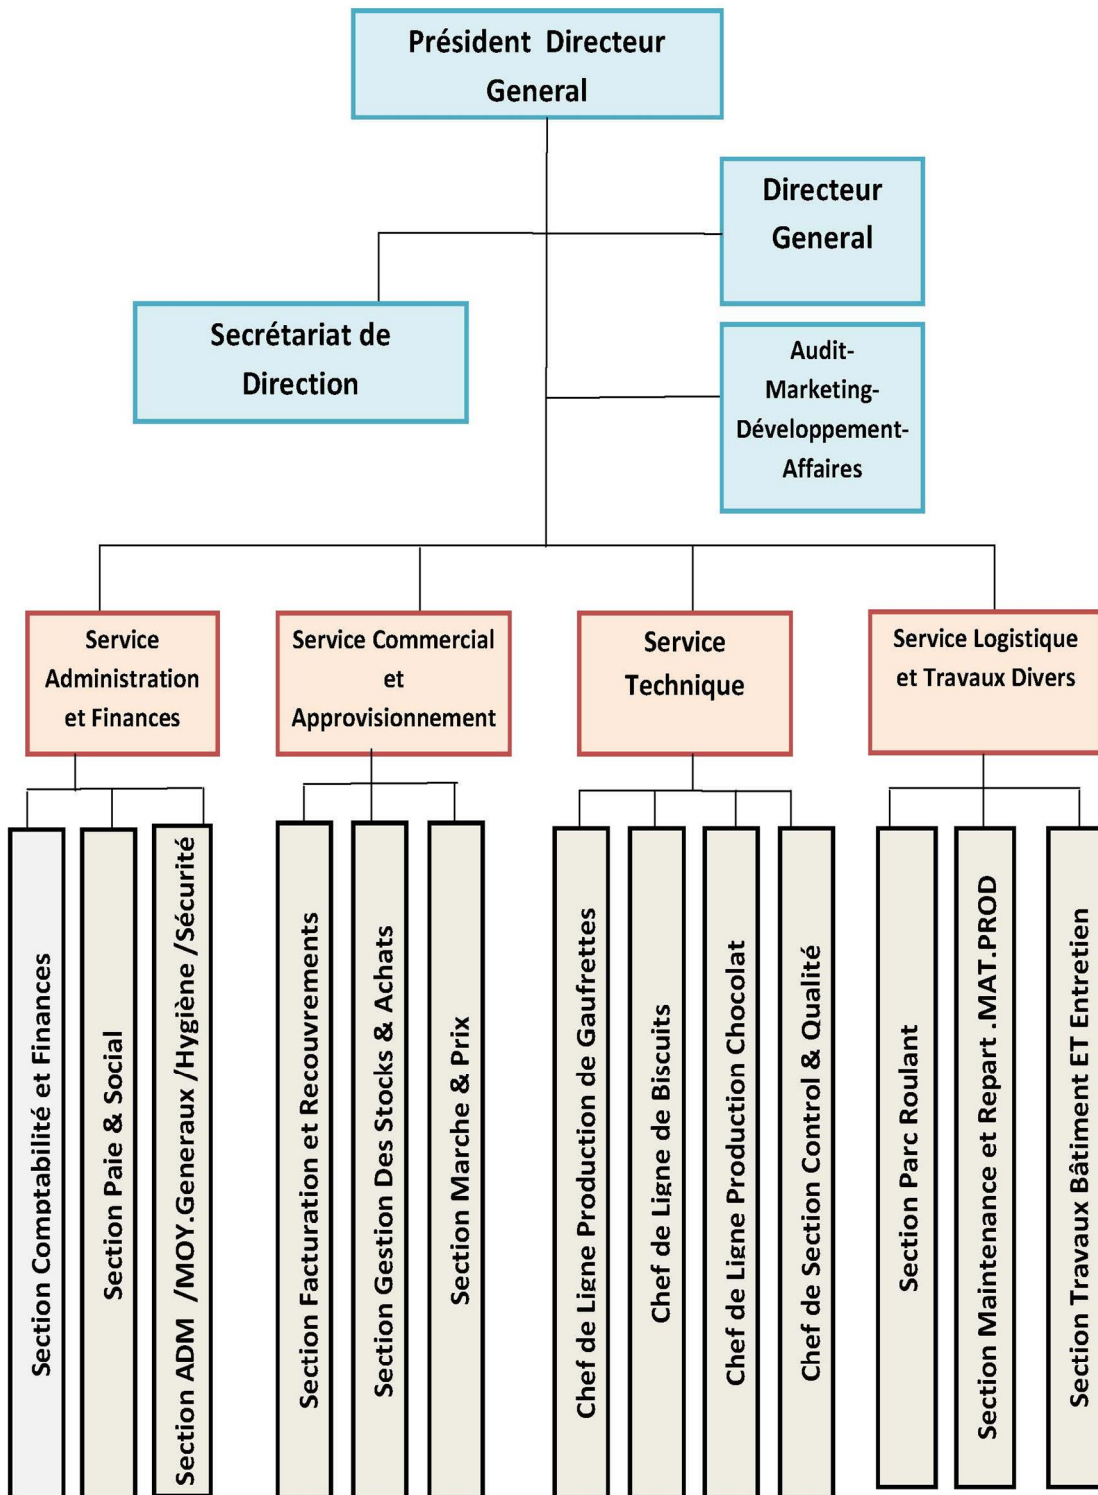 Président Directeur
General
Directeur
General
Secrétariat de
Direction
Audit-
Marketing-
Développement-
Affaires
Service
Administration
et Finances
Service Commercial
et
Approvisionnement
Service
Technique
Service Logistique
et Travaux Divers
Section Comptabilité et Finances
Section Paie & Social
Section ADM /MOY.Generaux /Hygiène /Sécurité
Section Facturation et Recouvrements
Section Gestion Des Stocks & Achats
Section Marche & Prix
Chef de Ligne Production de Gaufrettes
Chef de Ligne de Biscuits
Chef de Ligne Production Chocolat
Chef de Section Control & Qualité
Section Parc Roulant
Section Maintenance et Repart .MAT.PROD
Section Travaux Bâtiment ET Entretien